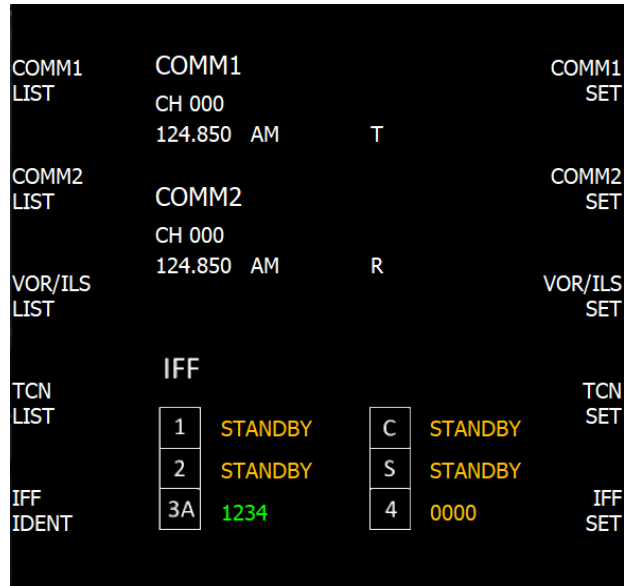 COMM1
LIST
COMM1
CH 000
124.850 AM T
COMM1
SET
COMM2
LIST
COMM2
CH 000
124.850 AM R
COMM2
SET
VOR/ILS
LIST
VOR/ILS
SET
IFF
TCN
LIST
TCN
SET
1 STANDBY C STANDBY
2 STANDBY S STANDBY
3A 1234 4 0000
IFF
IDENT
IFF
SET